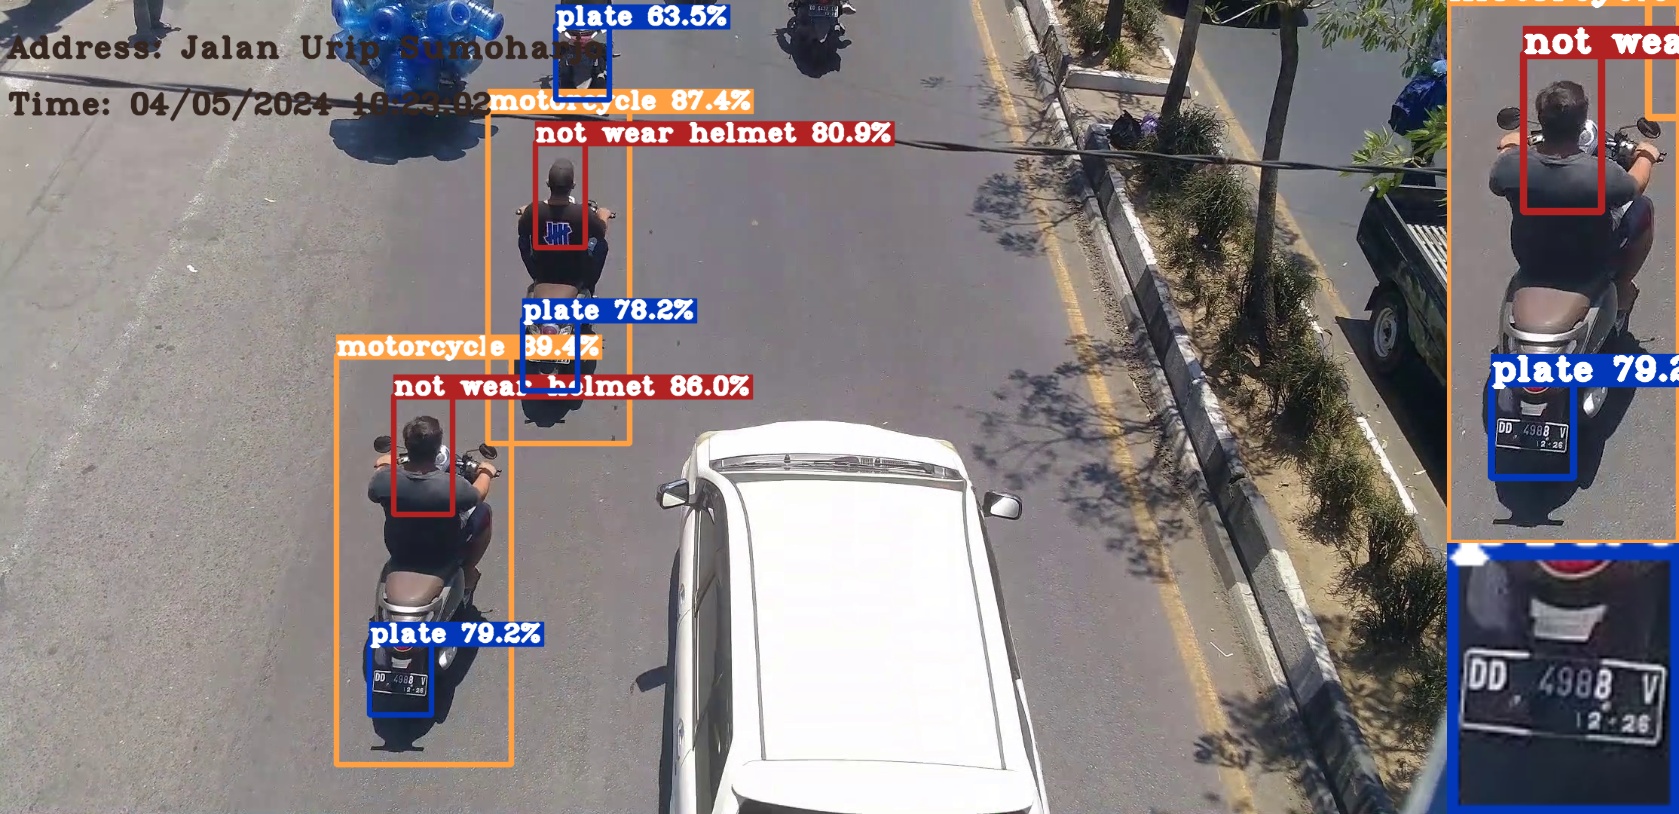 plate 63.5%
Address: Jalan Urip Sumoharjo
Time: 04/05/2024 10:23:02
motorcycle 87.4%
not wear helmet 80.9%
plate 78.2%
motorcycle 89.4%
not wear helmet 86.0%
plate 79.2%
DD 4988 V
12·26
not wea
plate 79.2
DD 4988 V
12·26
DD 4988 V
12·26